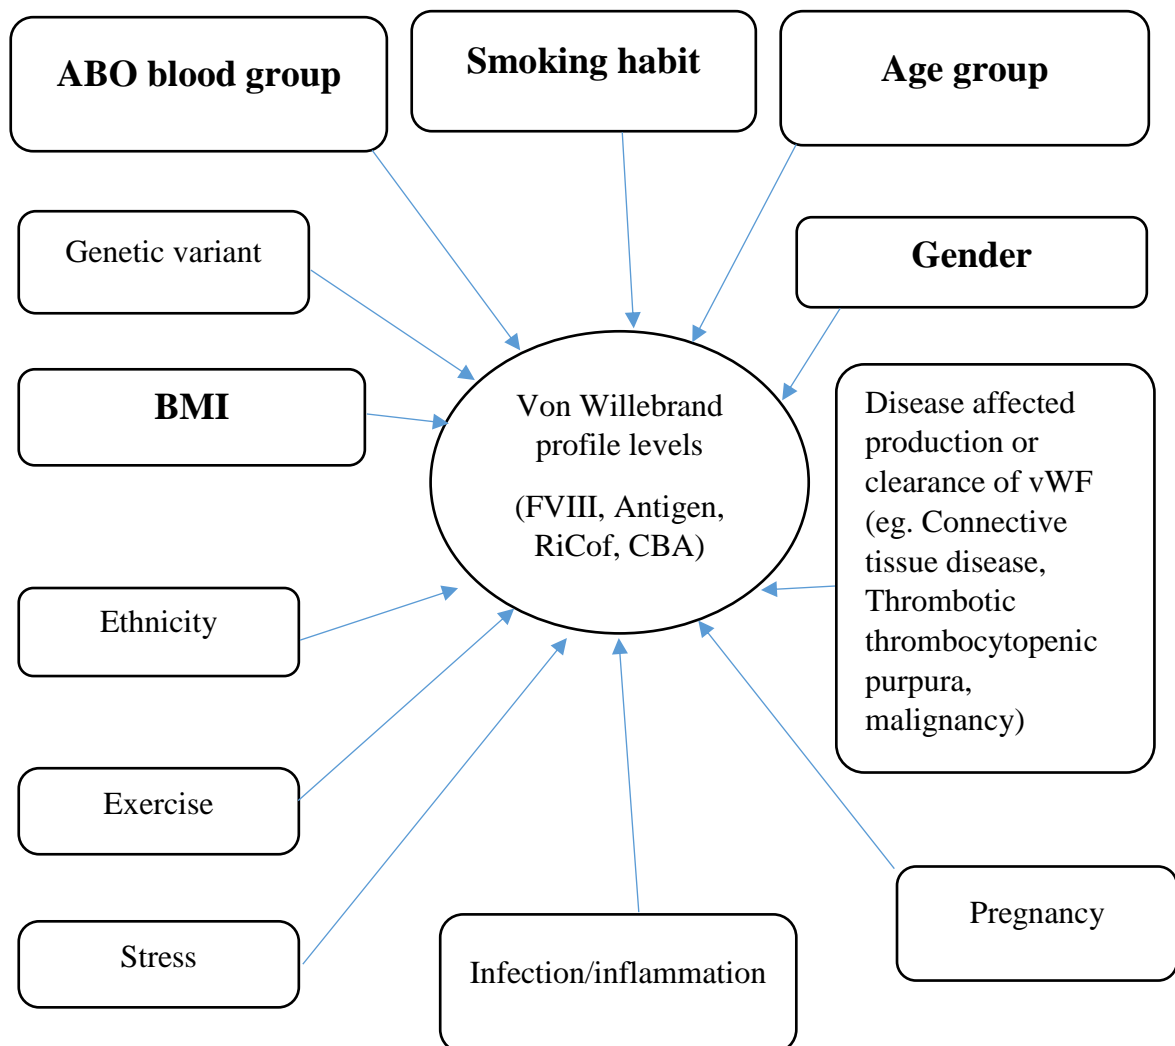 ABO blood group
Smoking habit
Age group
Genetic variant
Gender
BMI
Von Willebrand
profile levels
(FVIII, Antigen,
RiCof, CBA)
Disease affected
production or
clearance of vWF
(eg. Connective
tissue disease,
Thrombotic
thrombocytopenic
purpura,
malignancy)
Ethnicity
Exercise
Stress
Infection/inflammation
Pregnancy